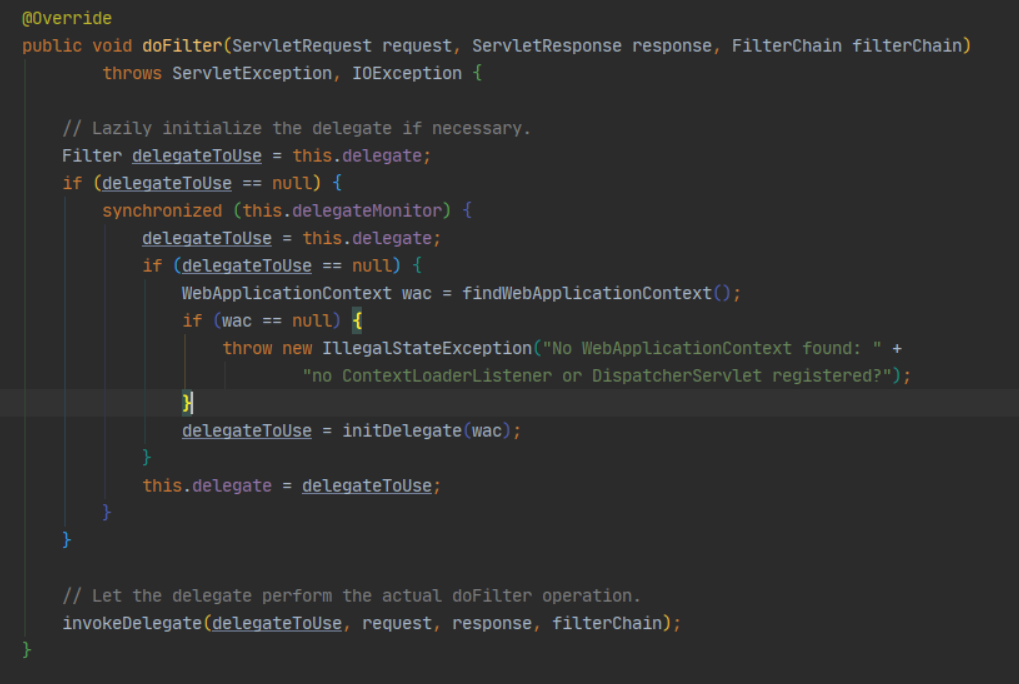 @Override
public void doFilter(ServletRequest request, ServletResponse response, FilterChain filterChain)
        throws ServletException, IOException {

    // Lazily initialize the delegate if necessary.
    Filter delegateToUse = this.delegate;
    if (delegateToUse == null) {
        synchronized (this.delegateMonitor) {
            delegateToUse = this.delegate;
            if (delegateToUse == null) {
                WebApplicationContext wac = findWebApplicationContext();
                if (wac == null) {
                    throw new IllegalStateException("No WebApplicationContext found: " +
                            "no ContextLoaderListener or DispatcherServlet registered?");
                }
                delegateToUse = initDelegate(wac);
            }
            this.delegate = delegateToUse;
        }
    }

    // Let the delegate perform the actual doFilter operation.
    invokeDelegate(delegateToUse, request, response, filterChain);
}